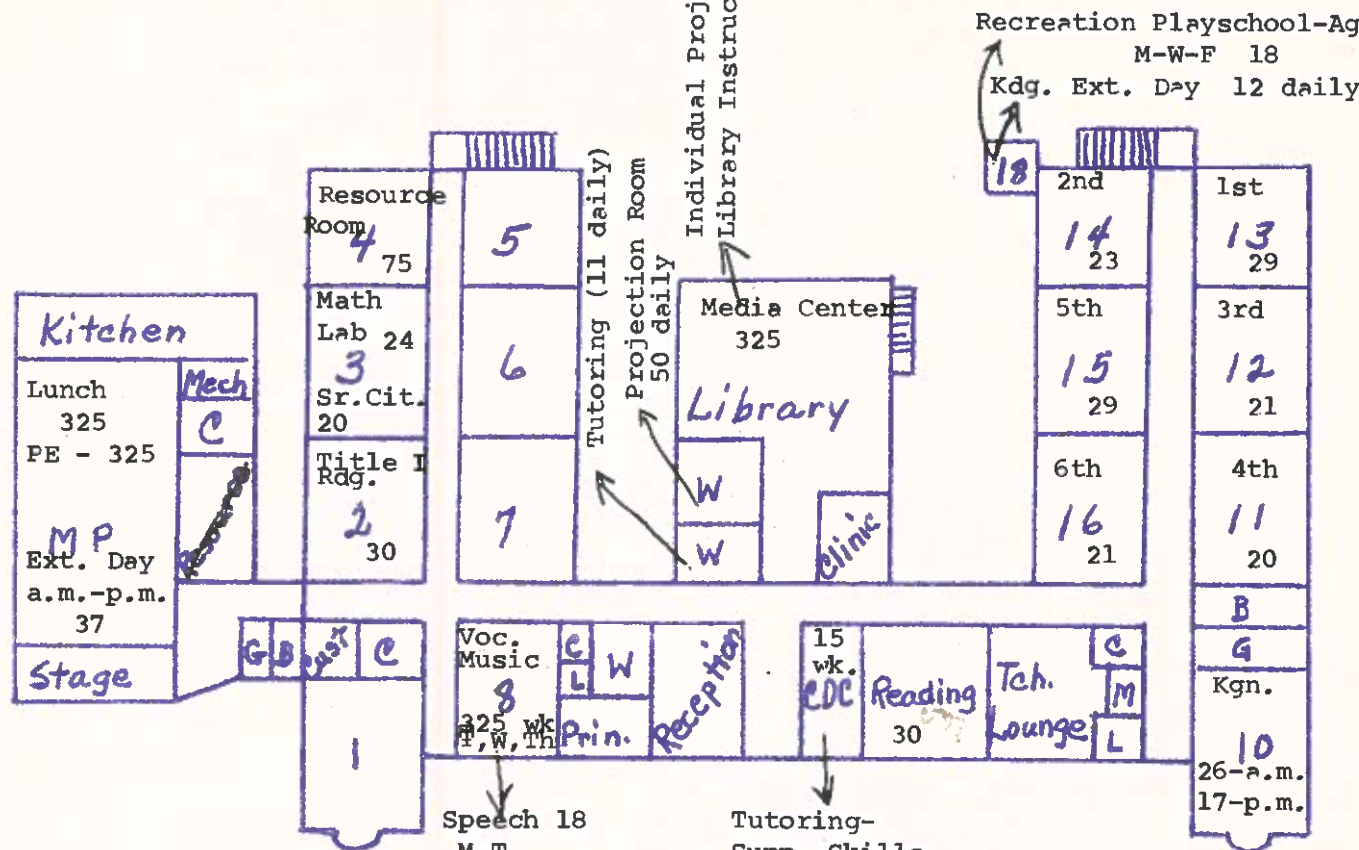 Recreation Playschool-Ag
M-W-F 18
Kdg. Ext. Day 12 daily
Individual Proj
Library Instruc
Tutoring (11 daily)
Projection Room
50 daily
Kitchen
Lunch
325
PE - 325
MP
Ext. Day
a.m.-p.m.
37
Stage
Mech
C
Resource
Resource
Room
4
75
Math
Lab 24
3
Sr.Cit.
20
Title I
Rdg.
2
30
5
6
7
Media Center
325
Library
W
W
Clinic
18
2nd
14
23
5th
15
29
6th
16
21
1st
13
29
3rd
12
21
4th
11
20
B
G
Kgn.
10
26-a.m.
17-p.m.
G
B
Cust
C
1
Voc.
Music
8
325 wk
T,W,Th
C
L
W
Prin.
Reception
15
wk.
CDC
Reading
30
Tch.
Lounge
C
M
L
Speech 18
M T
Tutoring-
Supp. Skills